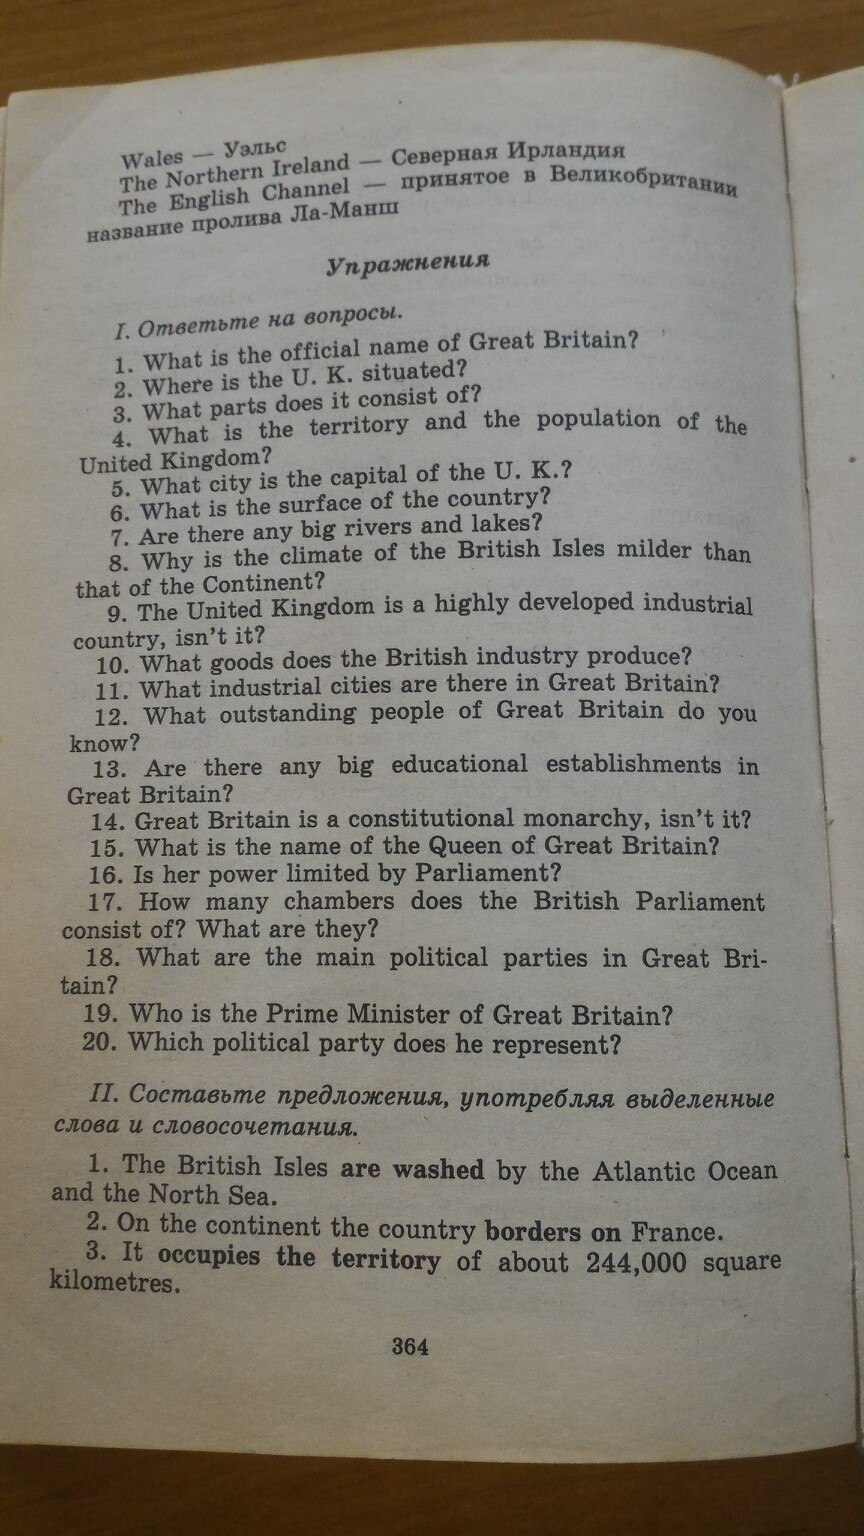 Wales — Уэльс
The Northern Ireland — Северная Ирландия
The English Channel — принятое в Великобритании
название пролива Ла-Манш
Упражнения
I. Ответьте на вопросы.
1. What is the official name of Great Britain?
2. Where is the U. K. situated?
3. What parts does it consist of?
4. What is the territory and the population of the
United Kingdom?
5. What city is the capital of the U. K.?
6. What is the surface of the country?
7. Are there any big rivers and lakes?
8. Why is the climate of the British Isles milder than
that of the Continent?
9. The United Kingdom is a highly developed industrial
country, isn't it?
10. What goods does the British industry produce?
11. What industrial cities are there in Great Britain?
12. What outstanding people of Great Britain do you
know?
13. Are there any big educational establishments in
Great Britain?
14. Great Britain is a constitutional monarchy, isn't it?
15. What is the name of the Queen of Great Britain?
16. Is her power limited by Parliament?
17. How many chambers does the British Parliament
consist of? What are they?
18. What are the main political parties in Great Bri-
tain?
19. Who is the Prime Minister of Great Britain?
20. Which political party does he represent?
II. Составьте предложения, употребляя выделенные
слова и словосочетания.
1. The British Isles are washed by the Atlantic Ocean
and the North Sea.
2. On the continent the country borders on France.
3. It occupies the territory of about 244,000 square
kilometres.
364